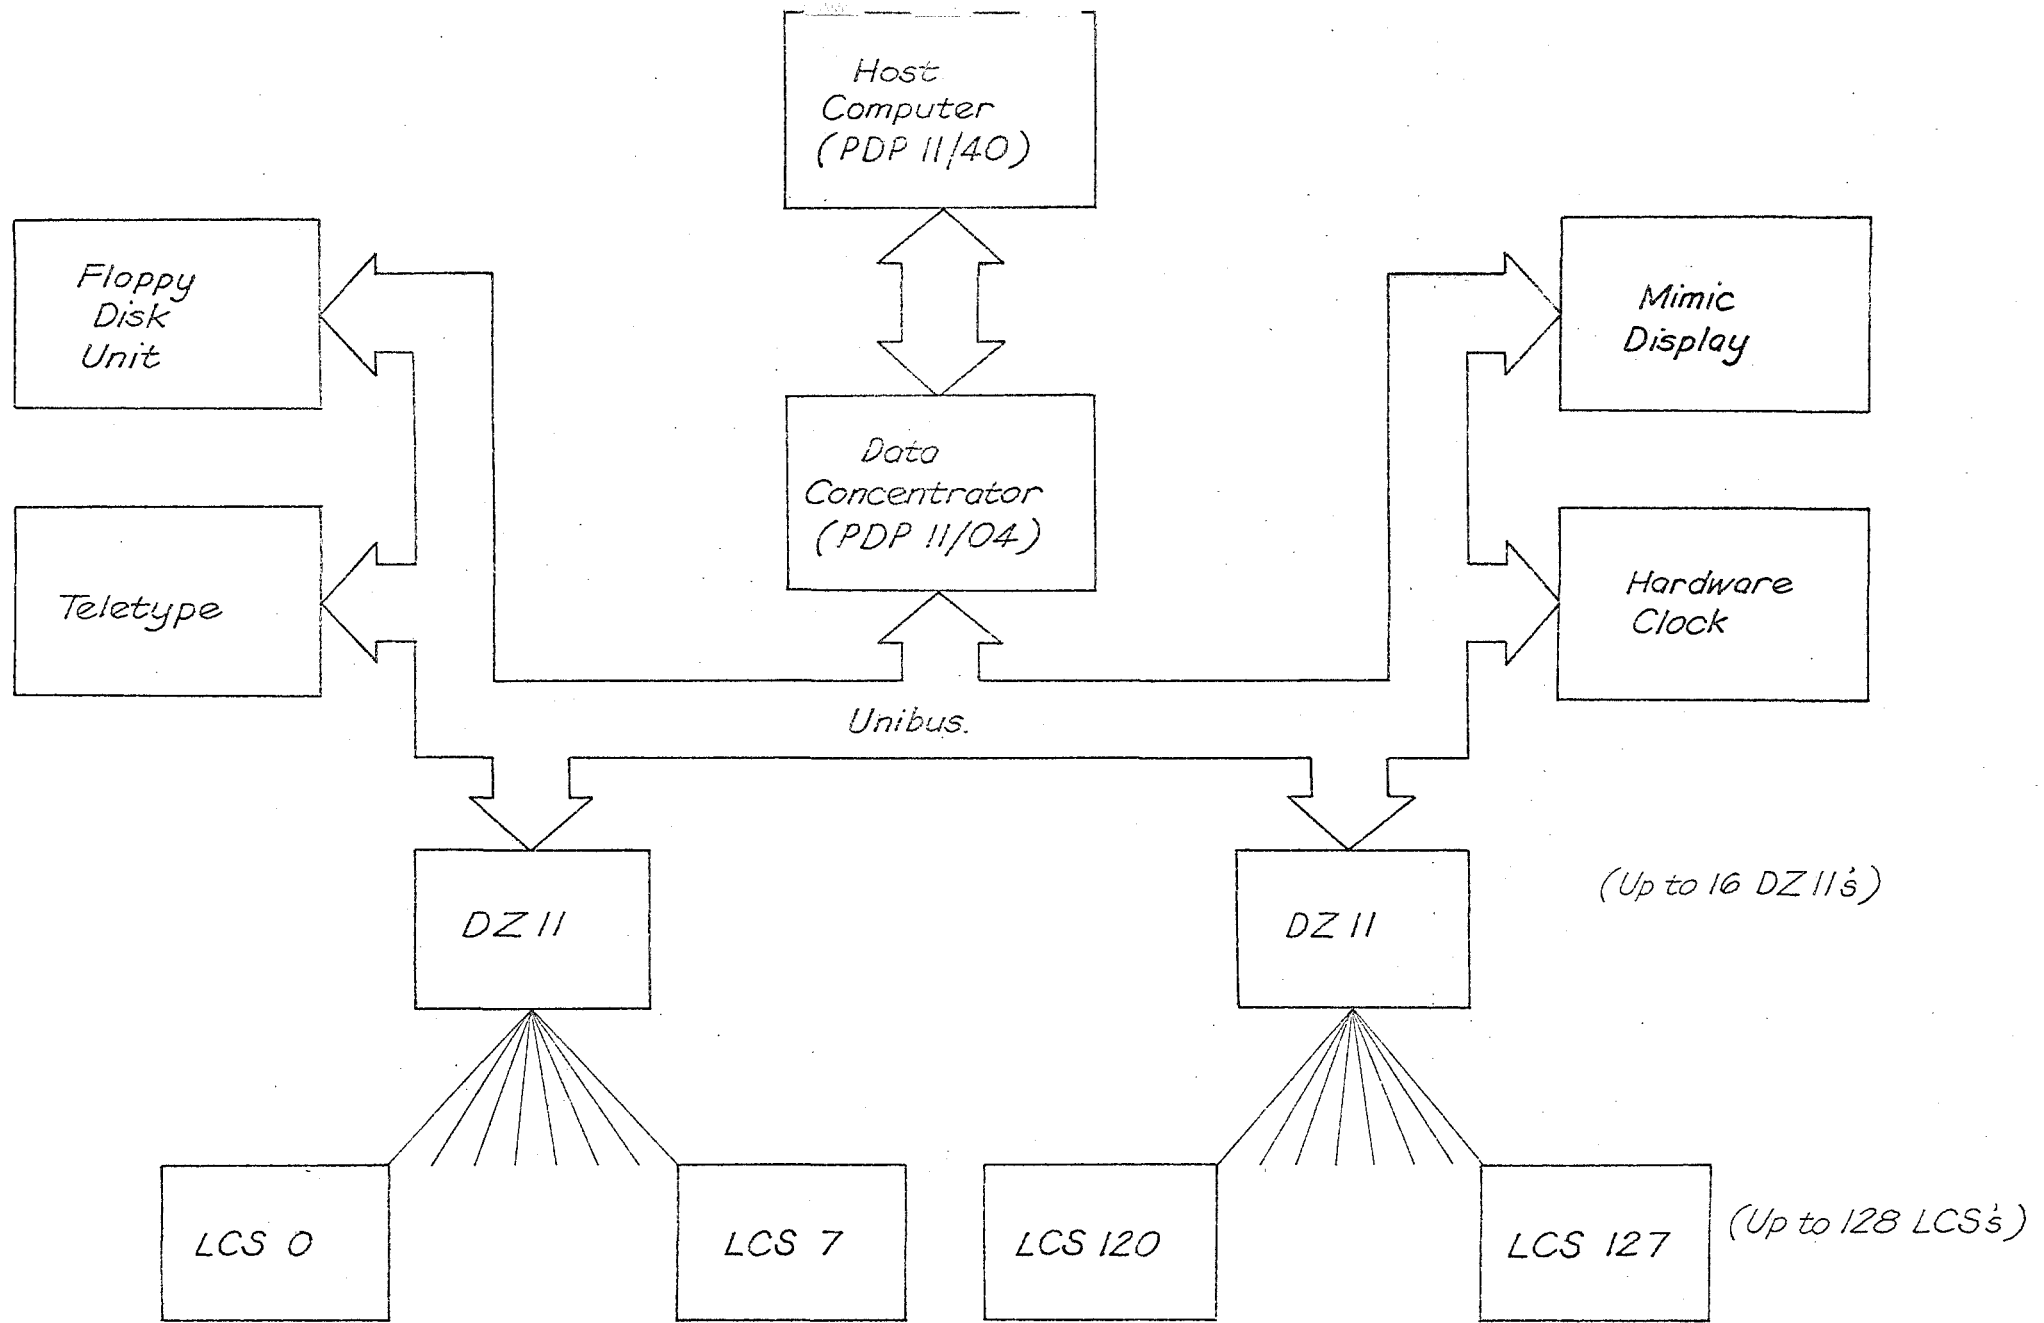 Host
Computer
(PDP 11/40)
Floppy
Disk
Unit
Mimic
Display
Data
Concentrator
(PDP 11/04)
Teletype
Hardware
Clock
Unibus.
DZ 11
DZ 11
(Up to 16 DZ 11's)
LCS 0
LCS 7
LCS 120
LCS 127
(Up to 128 LCS's)